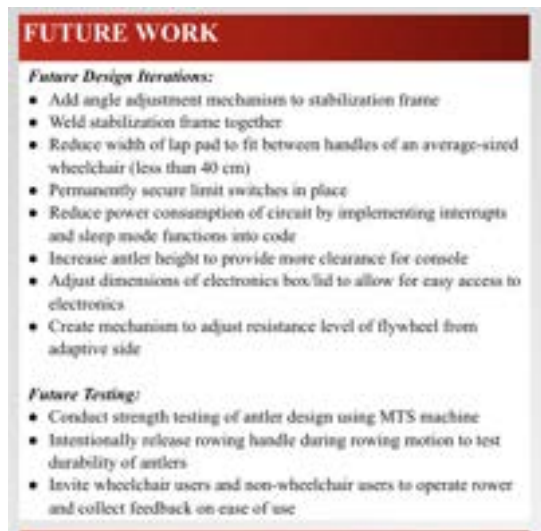 FUTURE WORK
Future Design Iterations:
● Add angle adjustment mechanism to stabilization frame
● Weld stabilization frame together
● Reduce width of lap pad to fit between handles of an average-sized
wheelchair (less than 40 cm)
● Permanently secure limit switches in place
● Reduce power consumption of circuit by implementing interrupts
and sleep mode functions into code
● Increase antler height to provide more clearance for console
● Adjust dimensions of electronics box/lid to allow for easy access to
electronics
● Create mechanism to adjust resistance level of flywheel from
adaptive side
Future Testing:
● Conduct strength testing of antler design using MTS machine
● Intentionally release rowing handle during rowing motion to test
durability of antlers
● Invite wheelchair users and non-wheelchair users to operate rower
and collect feedback on ease of use